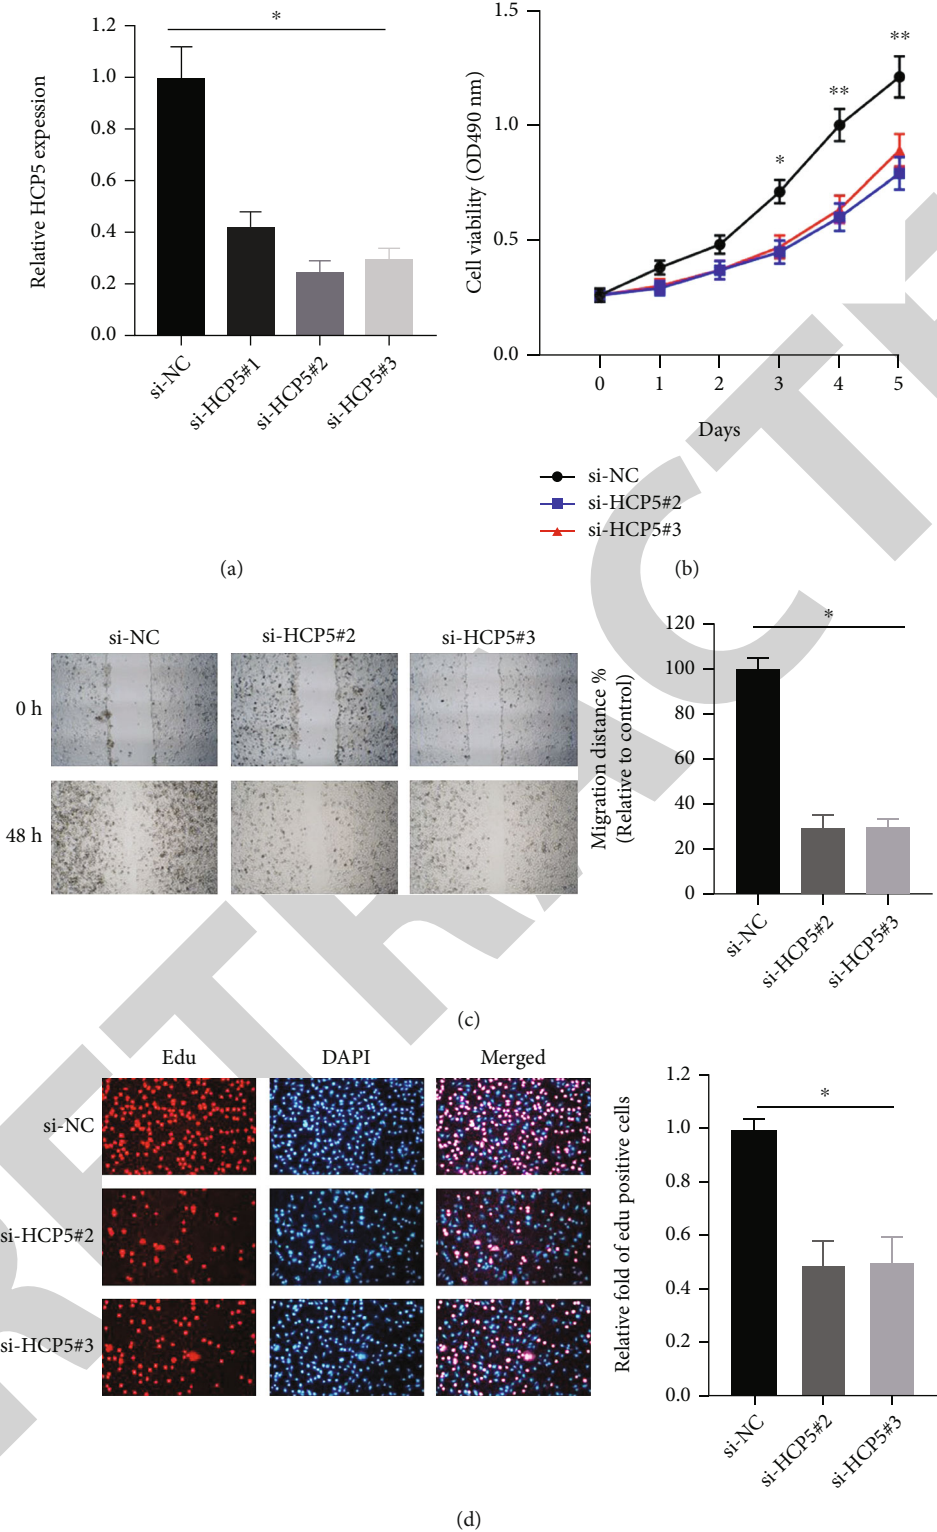 *
1.2
1.0
0.8
0.6
0.4
0.2
0.0
Relative HCP5 expession
si-NC
si-HCP5#1
si-HCP5#2
si-HCP5#3
(a)
1.5
1.0
0.5
0.0
Cell viability (OD490 nm)
*
**
**
0 1 2 3 4 5
Days
si-NC
si-HCP5#2
si-HCP5#3
(b)
si-NC si-HCP5#2 si-HCP5#3
0 h
48 h
120
100
80
60
40
20
0
Migration distance %
(Relative to control)
*
si-NC
si-HCP5#2
si-HCP5#3
(c)
Edu DAPI Merged
si-NC
si-HCP5#2
si-HCP5#3
1.2
1.0
0.8
0.6
0.4
0.2
0.0
Relative fold of edu positive cells
*
si-NC
si-HCP5#2
si-HCP5#3
(d)
RETRACTE